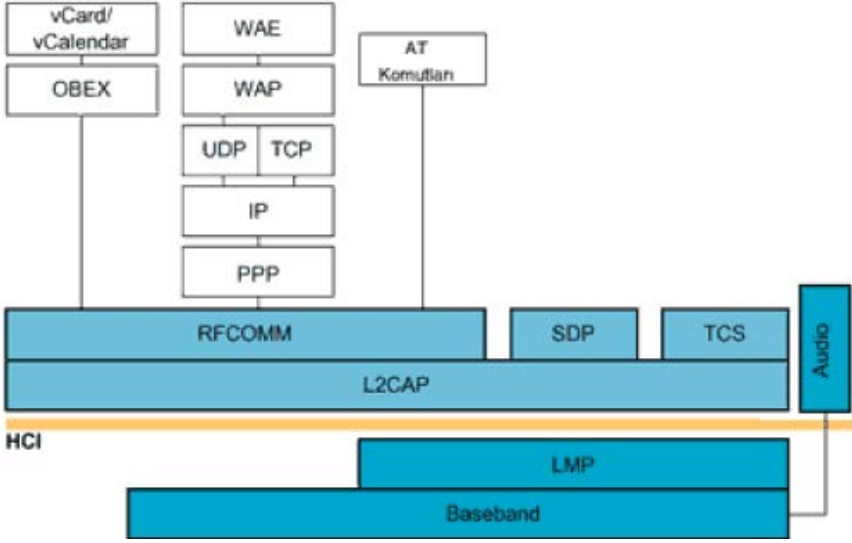 vCard/
vCalendar
WAE
AT
Komutları
OBEX
WAP
UDP TCP
IP
PPP
RFCOMM
SDP
TCS
Audio
L2CAP
HCI
LMP
Baseband